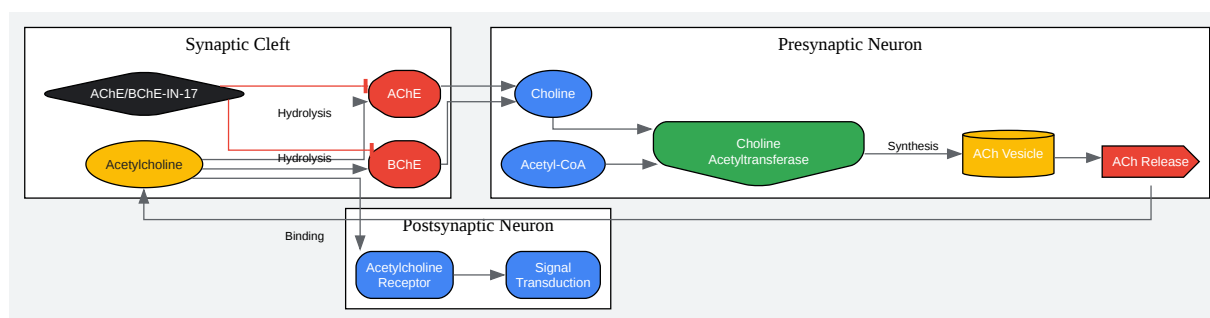 Synaptic Cleft
AChE/BChE-IN-17
AChE
Hydrolysis
Acetylcholine
Hydrolysis
BChE
Presynaptic Neuron
Choline
Acetyl-CoA
Choline
Acetyltransferase
Synthesis
ACh Vesicle
ACh Release
Binding
Postsynaptic Neuron
Acetylcholine
Receptor
Signal
Transduction